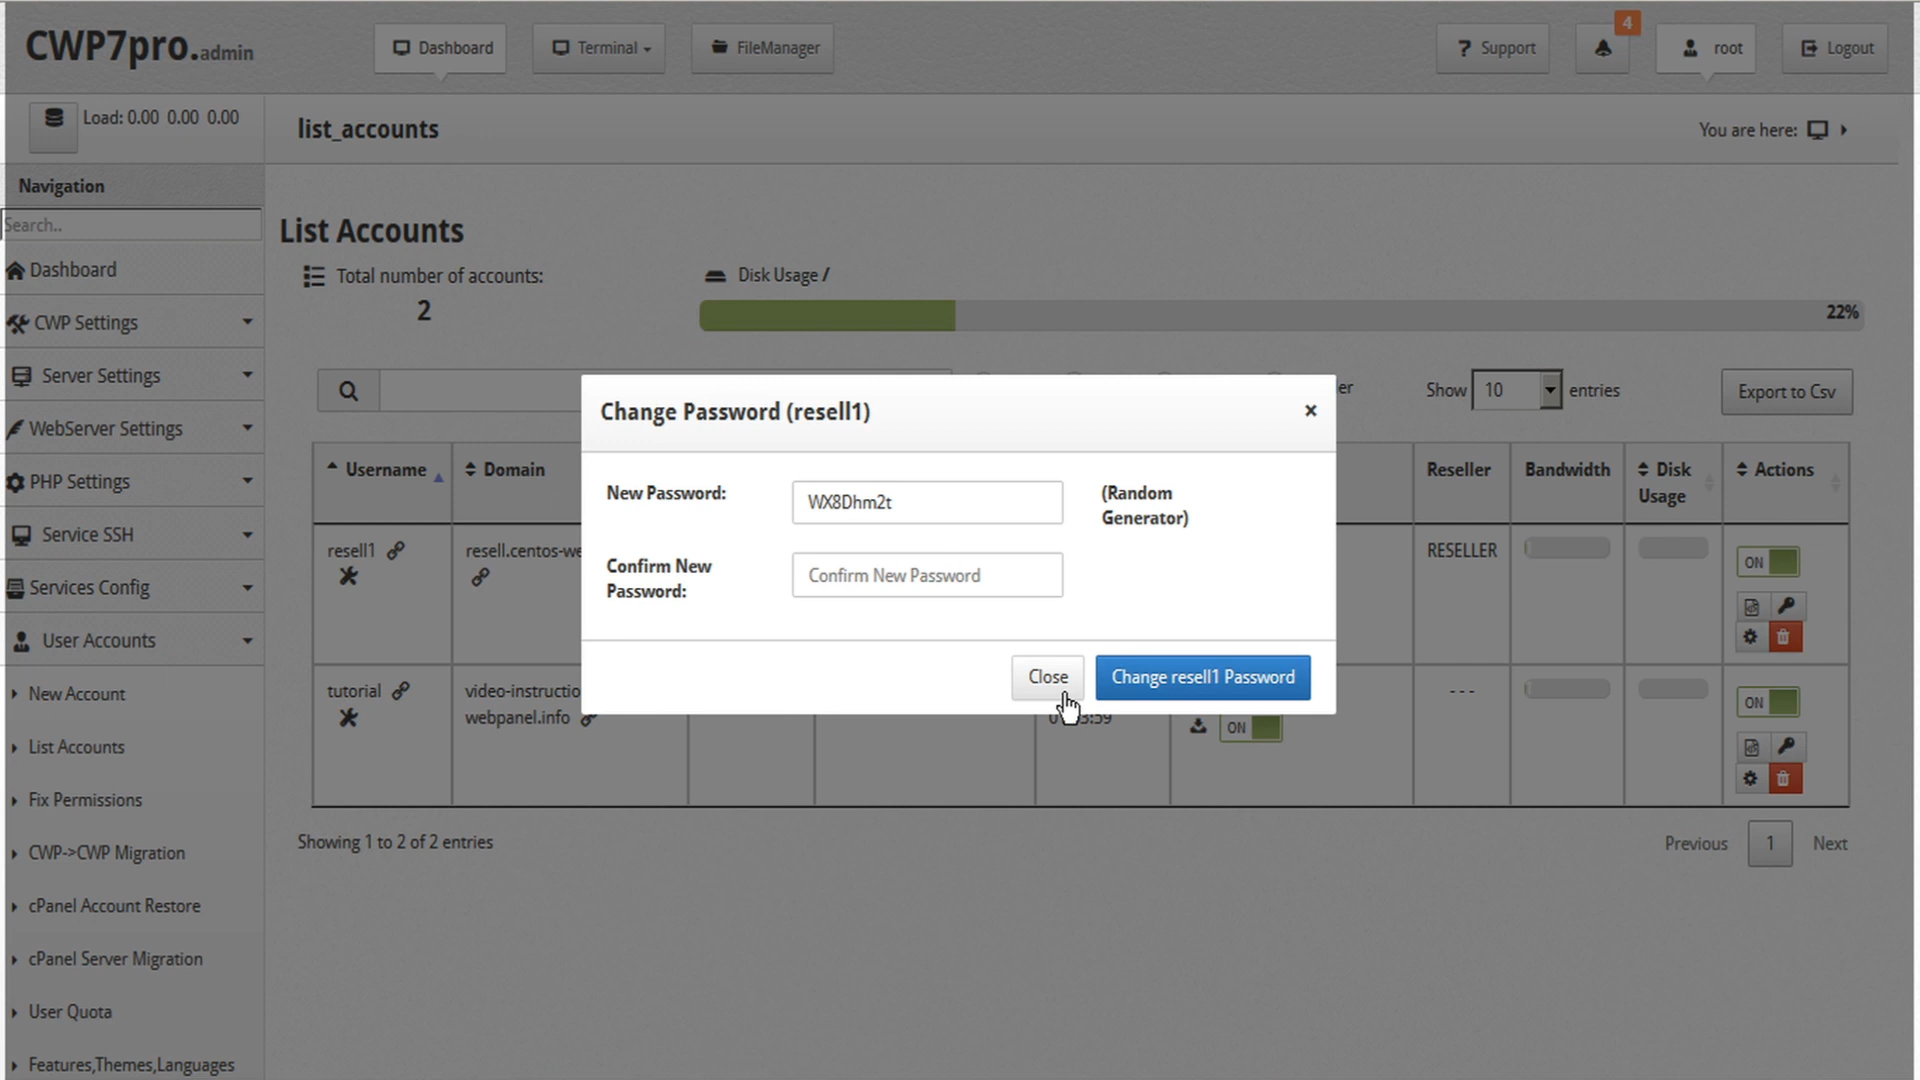 CWP7pro.admin
Dashboard
Terminal
FileManager
? Support
4
root
Logout
Load: 0.00 0.00 0.00
list_accounts
You are here:
Navigation
Search..
Dashboard
CWP Settings
Server Settings
WebServer Settings
PHP Settings
Service SSH
Services Config
User Accounts
New Account
List Accounts
Fix Permissions
CWP->CWP Migration
cPanel Account Restore
cPanel Server Migration
User Quota
Features,Themes,Languages
List Accounts
Total number of accounts:
2
Disk Usage /
22%
er
Show 10 entries
Export to Csv
Username
Domain
Reseller
Bandwidth
Disk
Usage
Actions
resell1
resell.centos-we
RESELLER
ON
tutorial
video-instructio
webpanel.info
3:59
ON
---
ON
Showing 1 to 2 of 2 entries
Previous
1
Next
Change Password (resell1)
×
New Password:
WX8Dhm2t
(Random
Generator)
Confirm New
Password:
Confirm New Password
Close
Change resell1 Password